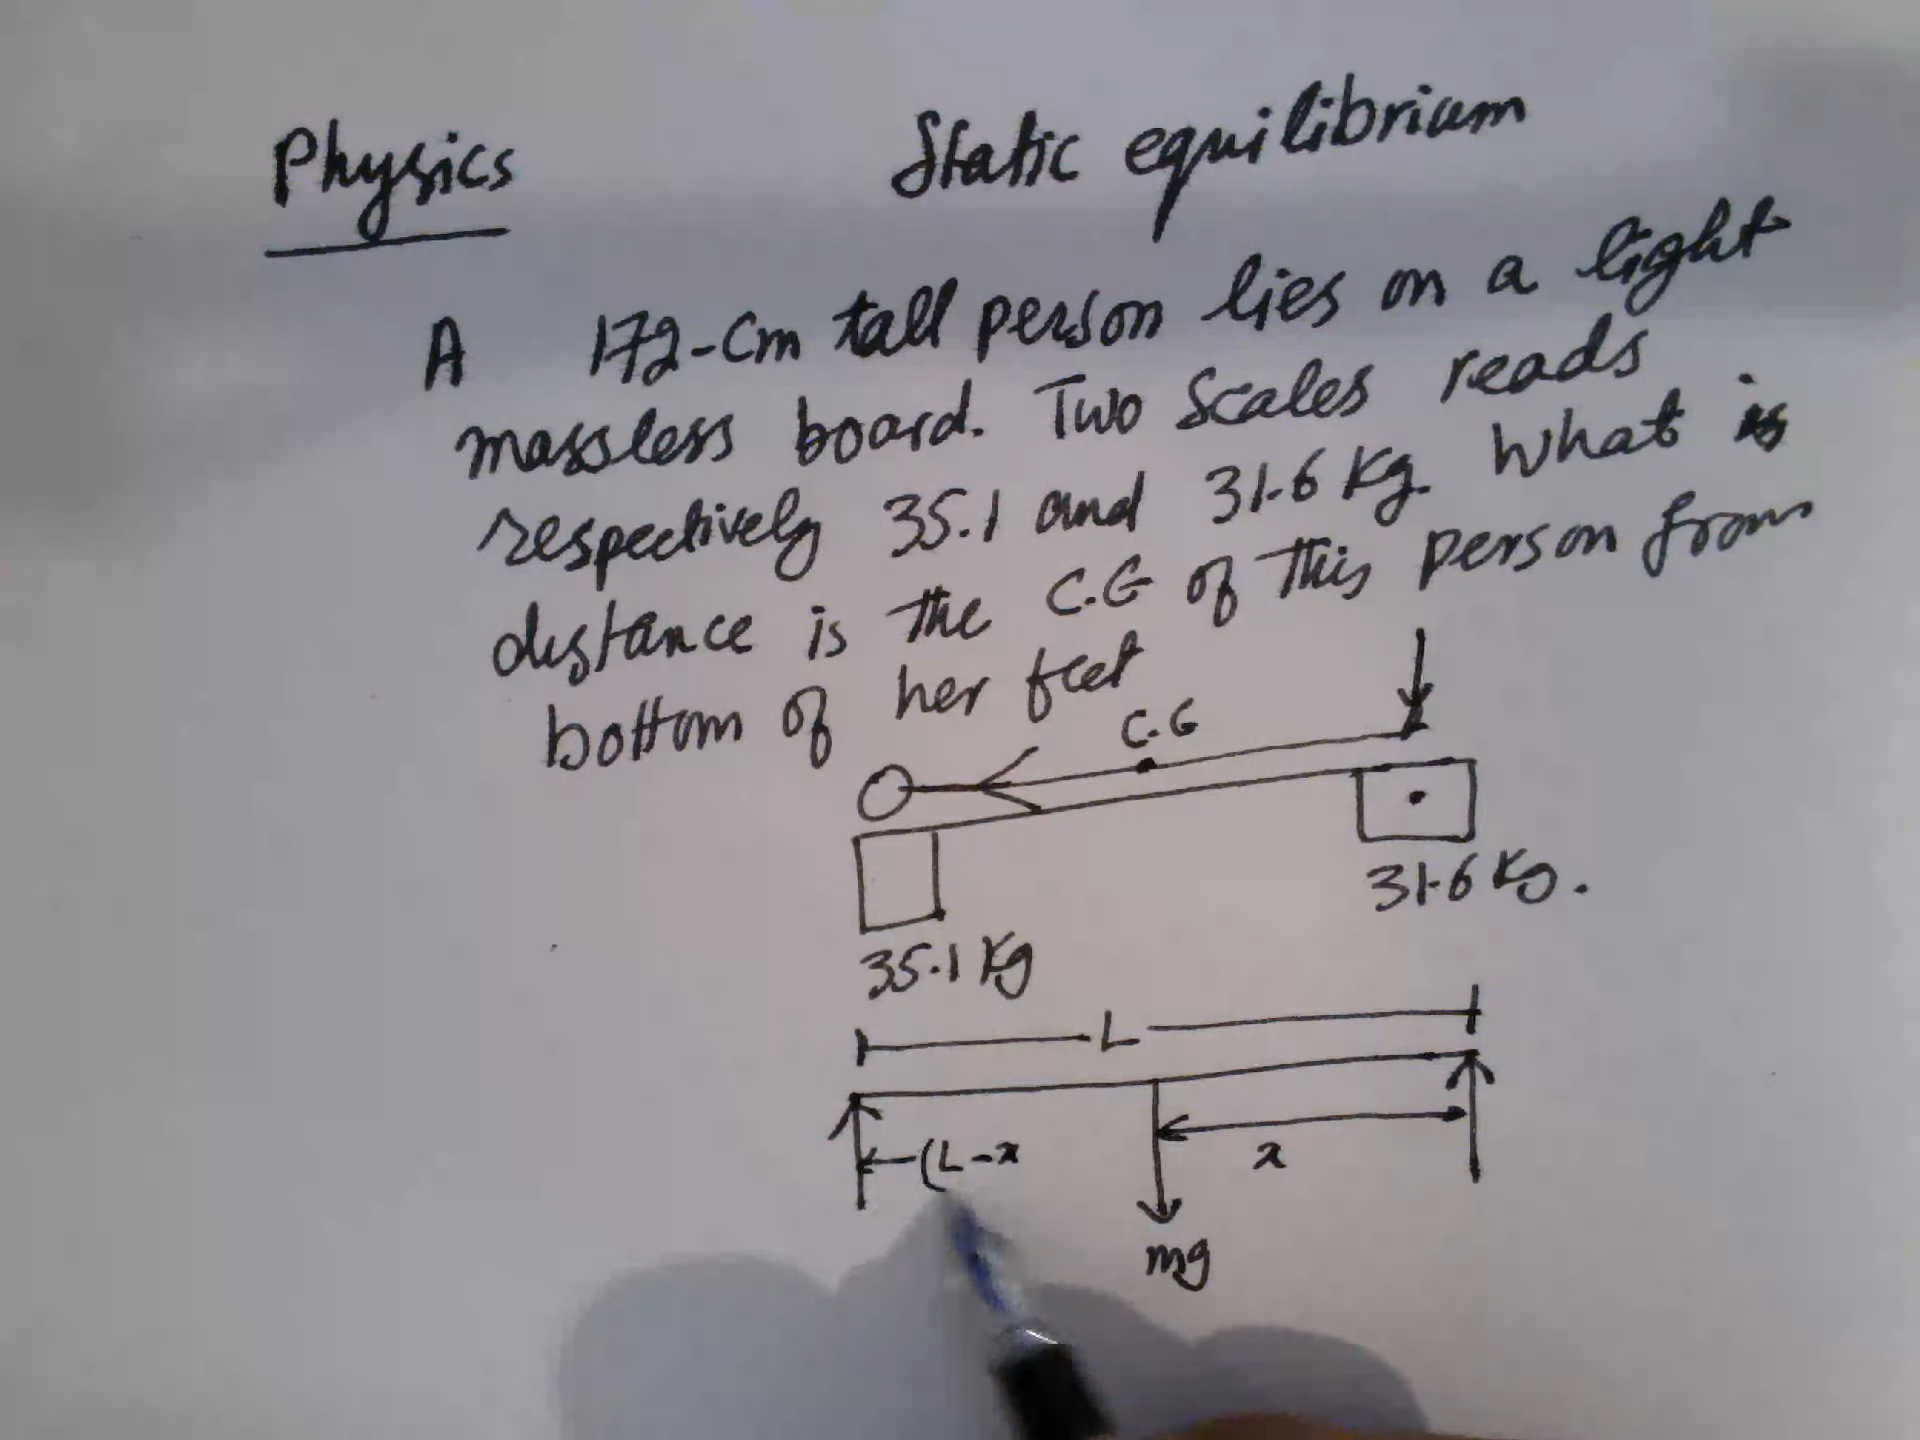 Physics
Static equilibrium
A 172-cm tall person lies on a light
massless board. Two scales reads
respectively 35.1 and 31.6 Kg. What is
distance is the C.G of this person from
bottom of her feet
C.G
31.6 Kg.
35.1 Kg
L
(L-x
x
mg